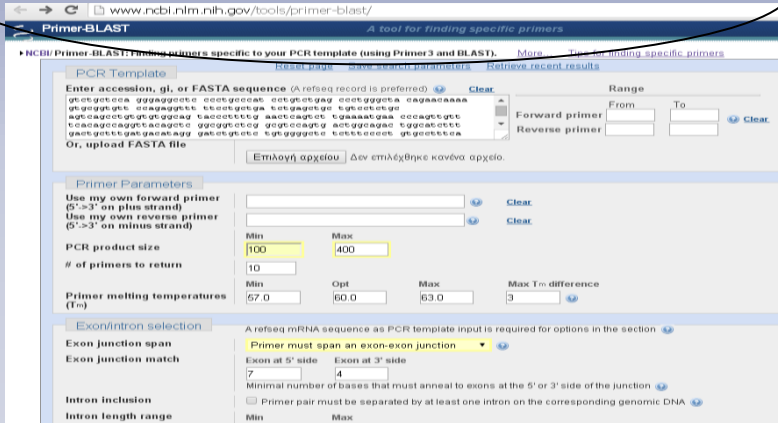 www.ncbi.nlm.nih.gov/tools/primer-blast/
Primer-BLAST A tool for finding specific primers
NCBI/ Primer-BLAST: Finding primers specific to your PCR template (using Primer3 and BLAST). More... Tips for finding specific primers
Reset page Save search parameters Retrieve recent results
PCR Template
Enter accession, gi, or FASTA sequence (A refseq record is preferred) Clear Range
From To
Forward primer Clear
Reverse primer
Or, upload FASTA file
Επιλογή αρχείου Δεν επιλέχθηκε κανένα αρχείο.
Primer Parameters
Use my own forward primer
(5'->3' on plus strand) Clear
Use my own reverse primer
(5'->3' on minus strand) Clear
Min Max
PCR product size 100 400
# of primers to return 10
Min Opt Max Max Tm difference
Primer melting temperatures 57.0 60.0 63.0 3
(Tm)
Exon/intron selection A refseq mRNA sequence as PCR template input is required for options in the section
Exon junction span Primer must span an exon-exon junction
Exon junction match Exon at 5' side Exon at 3' side
7 4
Minimal number of bases that must anneal to exons at the 5' or 3' side of the junction
Intron inclusion Primer pair must be separated by at least one intron on the corresponding genomic DNA
Intron length range Min Max